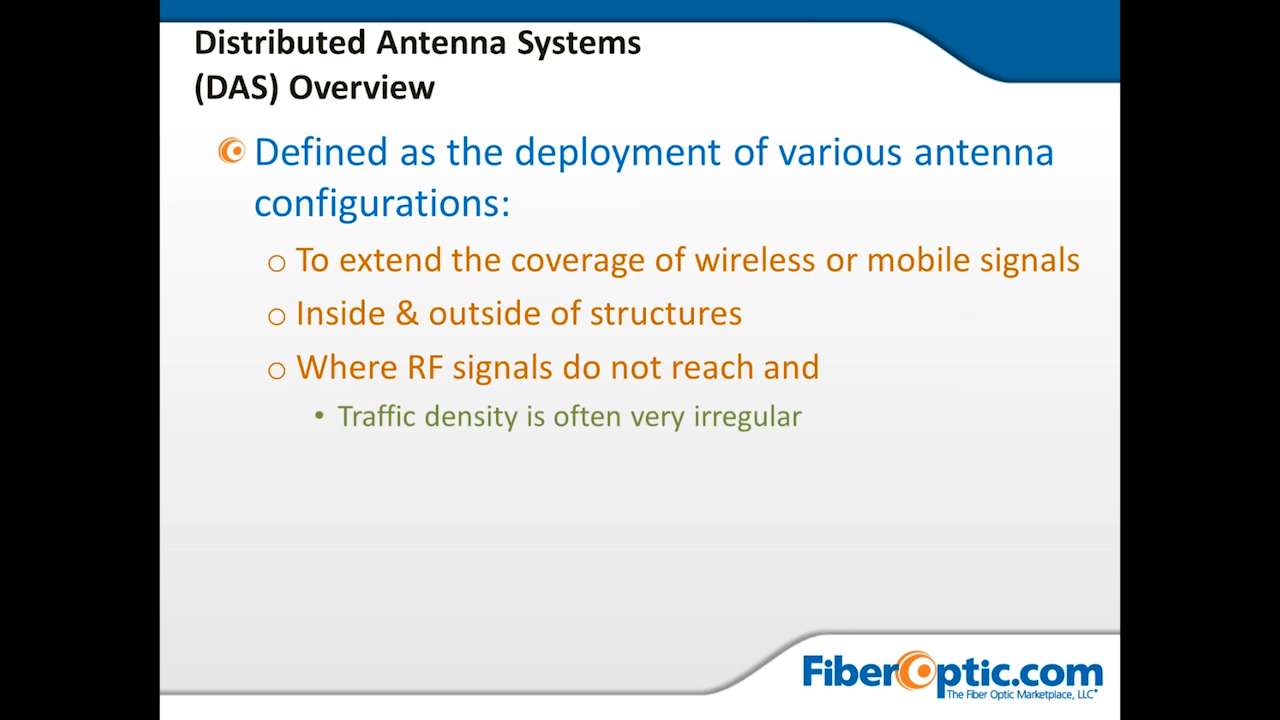 Distributed Antenna Systems
(DAS) Overview
Defined as the deployment of various antenna
configurations:
To extend the coverage of wireless or mobile signals
Inside & outside of structures
Where RF signals do not reach and
• Traffic density is often very irregular
FiberOptic.com
The Fiber Optic Marketplace, LLC®